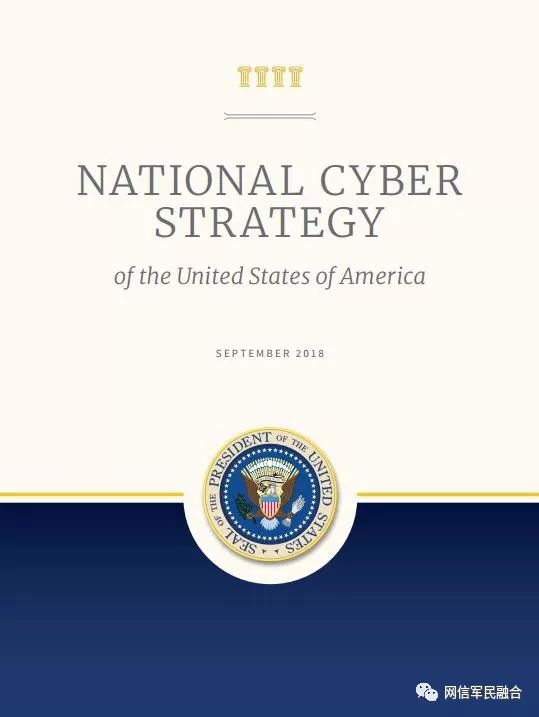 NATIONAL CYBER
STRATEGY
of the United States of America
SEPTEMBER 2018
SEAL OF THE PRESIDENT OF THE UNITED STATES
网信军民融合